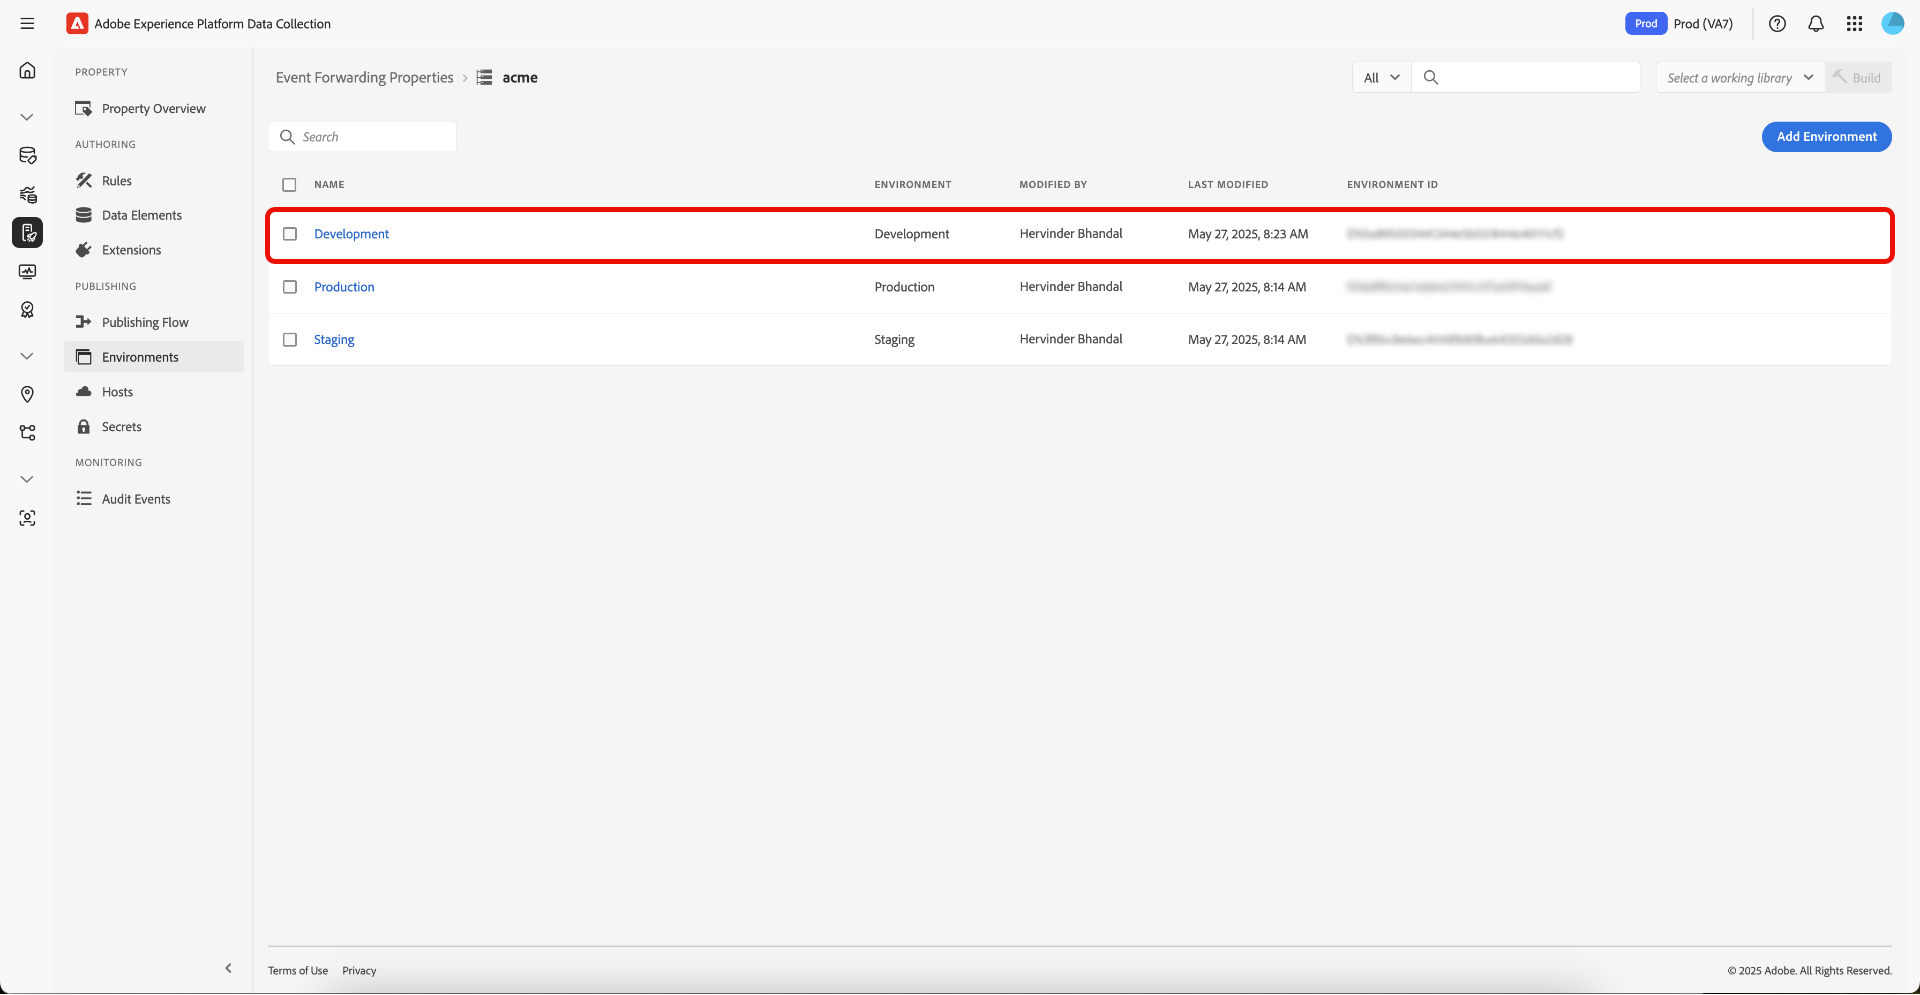 Adobe Experience Platform Data Collection
Prod Prod (VA7)
PROPERTY
Property Overview
AUTHORING
Rules
Data Elements
Extensions
PUBLISHING
Publishing Flow
Environments
Hosts
Secrets
MONITORING
Audit Events
Event Forwarding Properties acme
All
Select a working library
Build
Search
Add Environment
NAME ENVIRONMENT MODIFIED BY LAST MODIFIED ENVIRONMENT ID
Development Development Hervinder Bhandal May 27, 2025, 8:23 AM
Production Production Hervinder Bhandal May 27, 2025, 8:14 AM
Staging Staging Hervinder Bhandal May 27, 2025, 8:14 AM
Terms of Use Privacy
© 2025 Adobe. All Rights Reserved.